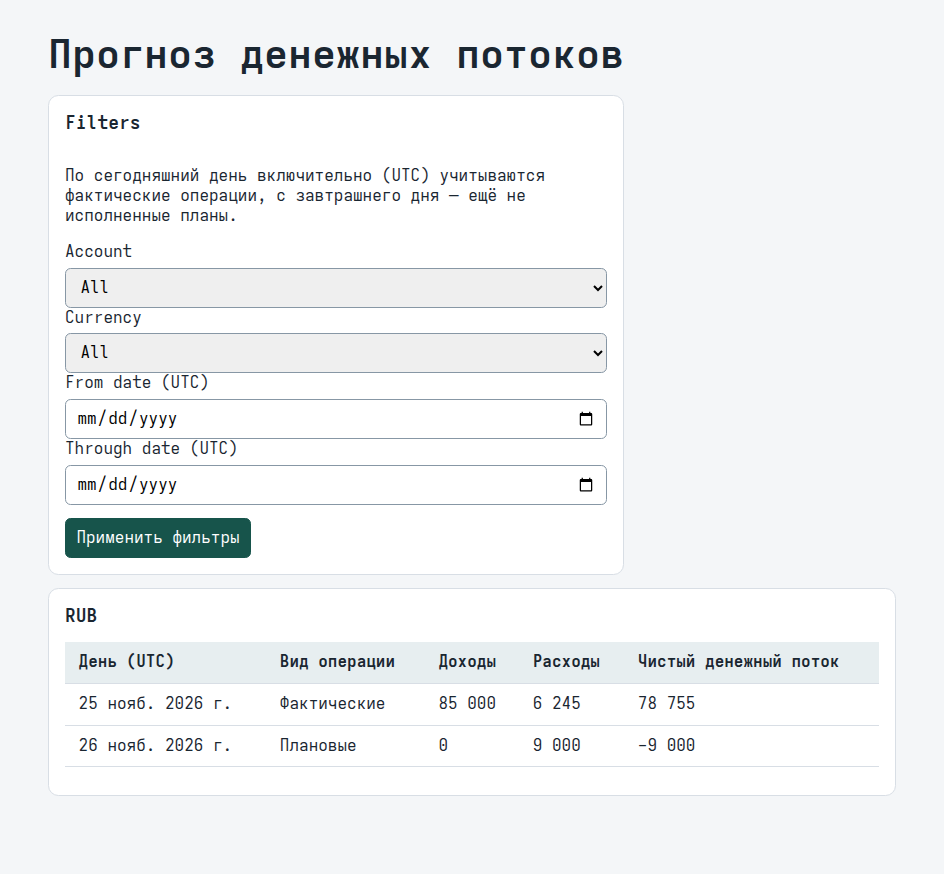 Прогноз денежных потоков
Filters
По сегодняшний день включительно (UTC) учитываются
фактические операции, с завтрашнего дня — ещё не
исполненные планы.
Account
All
Currency
All
From date (UTC)
mm/dd/yyyy
Through date (UTC)
mm/dd/yyyy
Применить фильтры
RUB
День (UTC) Вид операции Доходы Расходы Чистый денежный поток
25 нояб. 2026 г. Фактические 85 000 6 245 78 755
26 нояб. 2026 г. Плановые 0 9 000 −9 000